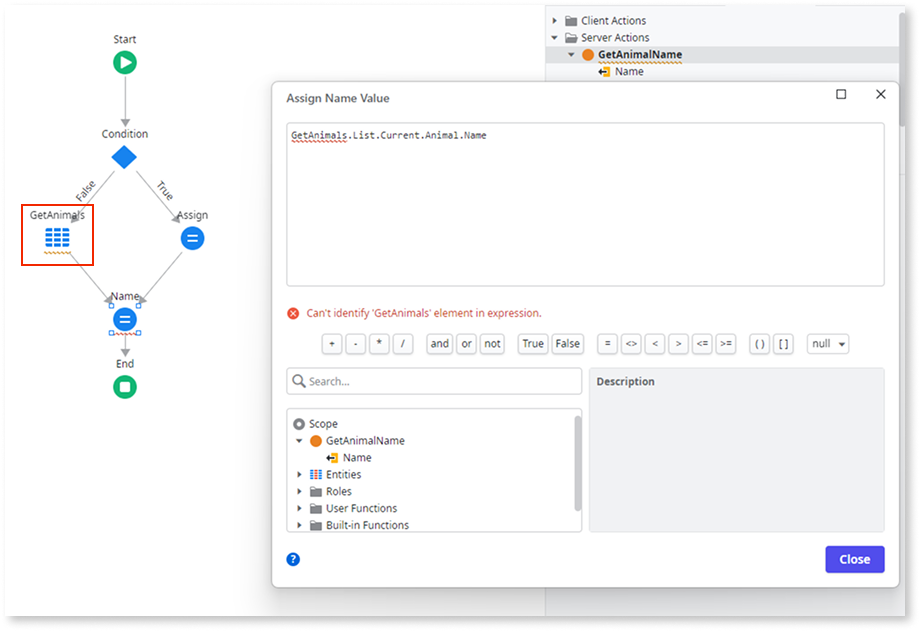 Start
Condition
False
True
GetAnimals
Assign
Name
End
Client Actions
Server Actions
GetAnimalName
Name
Assign Name Value
GetAnimals.List.Current.Animal.Name
Can't identify 'GetAnimals' element in expression.
+ - * / and or not True False = <> < > <= >= ( ) [ ] null
Search...
Description
Scope
GetAnimalName
Name
Entities
Roles
User Functions
Built-in Functions
?
Close